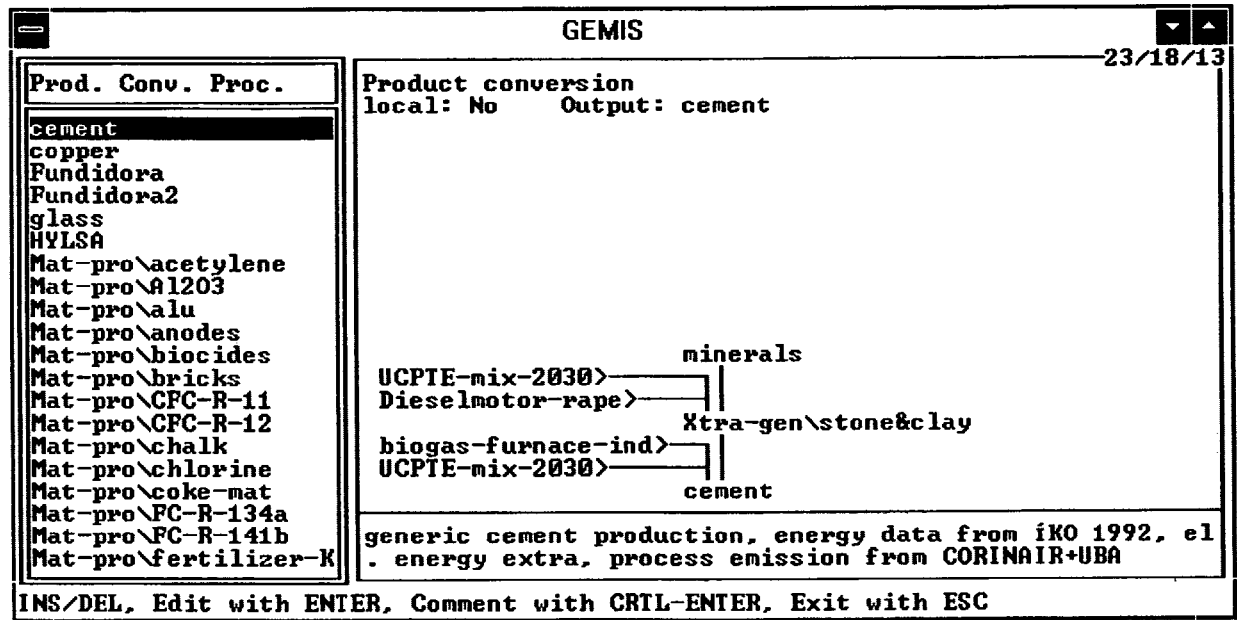 GEMIS
23/18/13
Prod. Conv. Proc.
cement
copper
Fundidora
Fundidora2
glass
HYLSA
Mat-pro\acetylene
Mat-pro\Al2O3
Mat-pro\alu
Mat-pro\anodes
Mat-pro\biocides
Mat-pro\bricks
Mat-pro\CFC-R-11
Mat-pro\CFC-R-12
Mat-pro\chalk
Mat-pro\chlorine
Mat-pro\coke-mat
Mat-pro\FC-R-134a
Mat-pro\FC-R-141b
Mat-pro\fertilizer-K
Product conversion
local: No Output: cement
minerals
UCPTE-mix-2030>
Dieselmotor-rape>
Xtra-gen\stone&clay
biogas-furnace-ind>
UCPTE-mix-2030>
cement
generic cement production, energy data from íKO 1992, el
. energy extra, process emission from CORINAIR+UBA
INS/DEL, Edit with ENTER, Comment with CRTL-ENTER, Exit with ESC